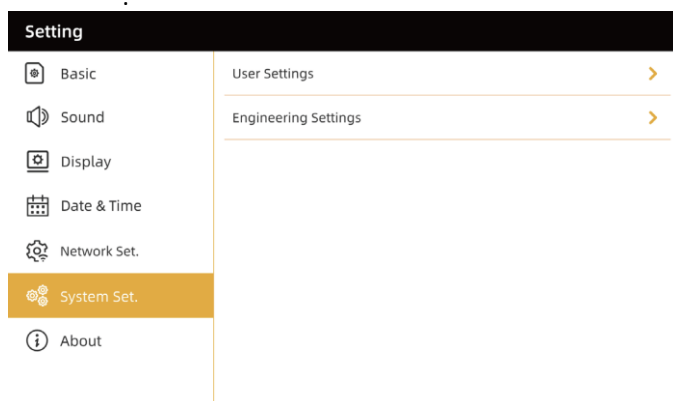 Setting
Basic
Sound
Display
Date & Time
Network Set.
System Set.
About
User Settings
Engineering Settings